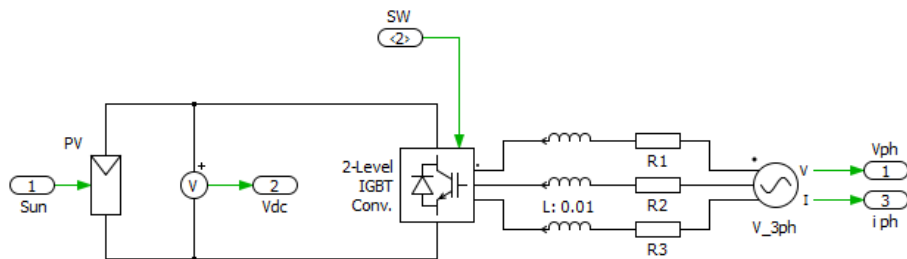 SW
<2>
PV
1
Sun
+
V
2
Vdc
2-Level
IGBT
Conv.
L: 0.01
R1
R2
R3
V
I
V_3ph
Vph
1
3
i ph